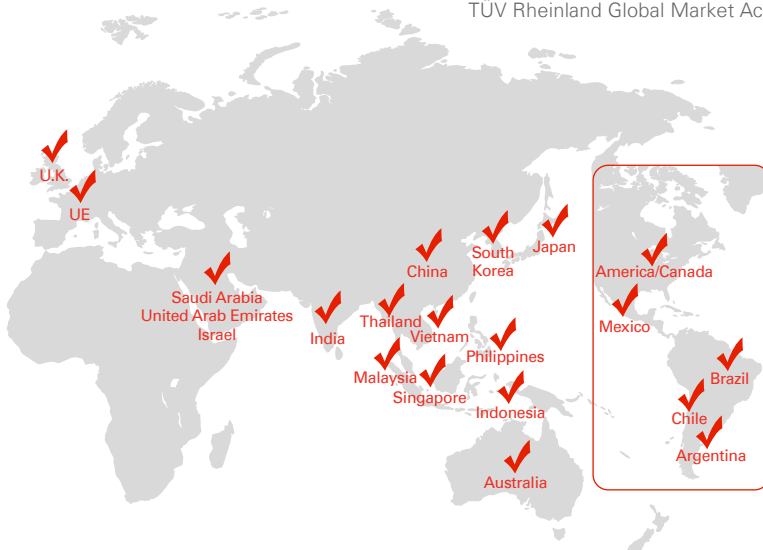 TÜV Rheinland Global Market Ac
U.K.
UE
Saudi Arabia
United Arab Emirates
Israel
India
China
South
Korea
Japan
Thailand
Vietnam
Philippines
Malaysia
Singapore
Indonesia
Australia
America/Canada
Mexico
Brazil
Chile
Argentina